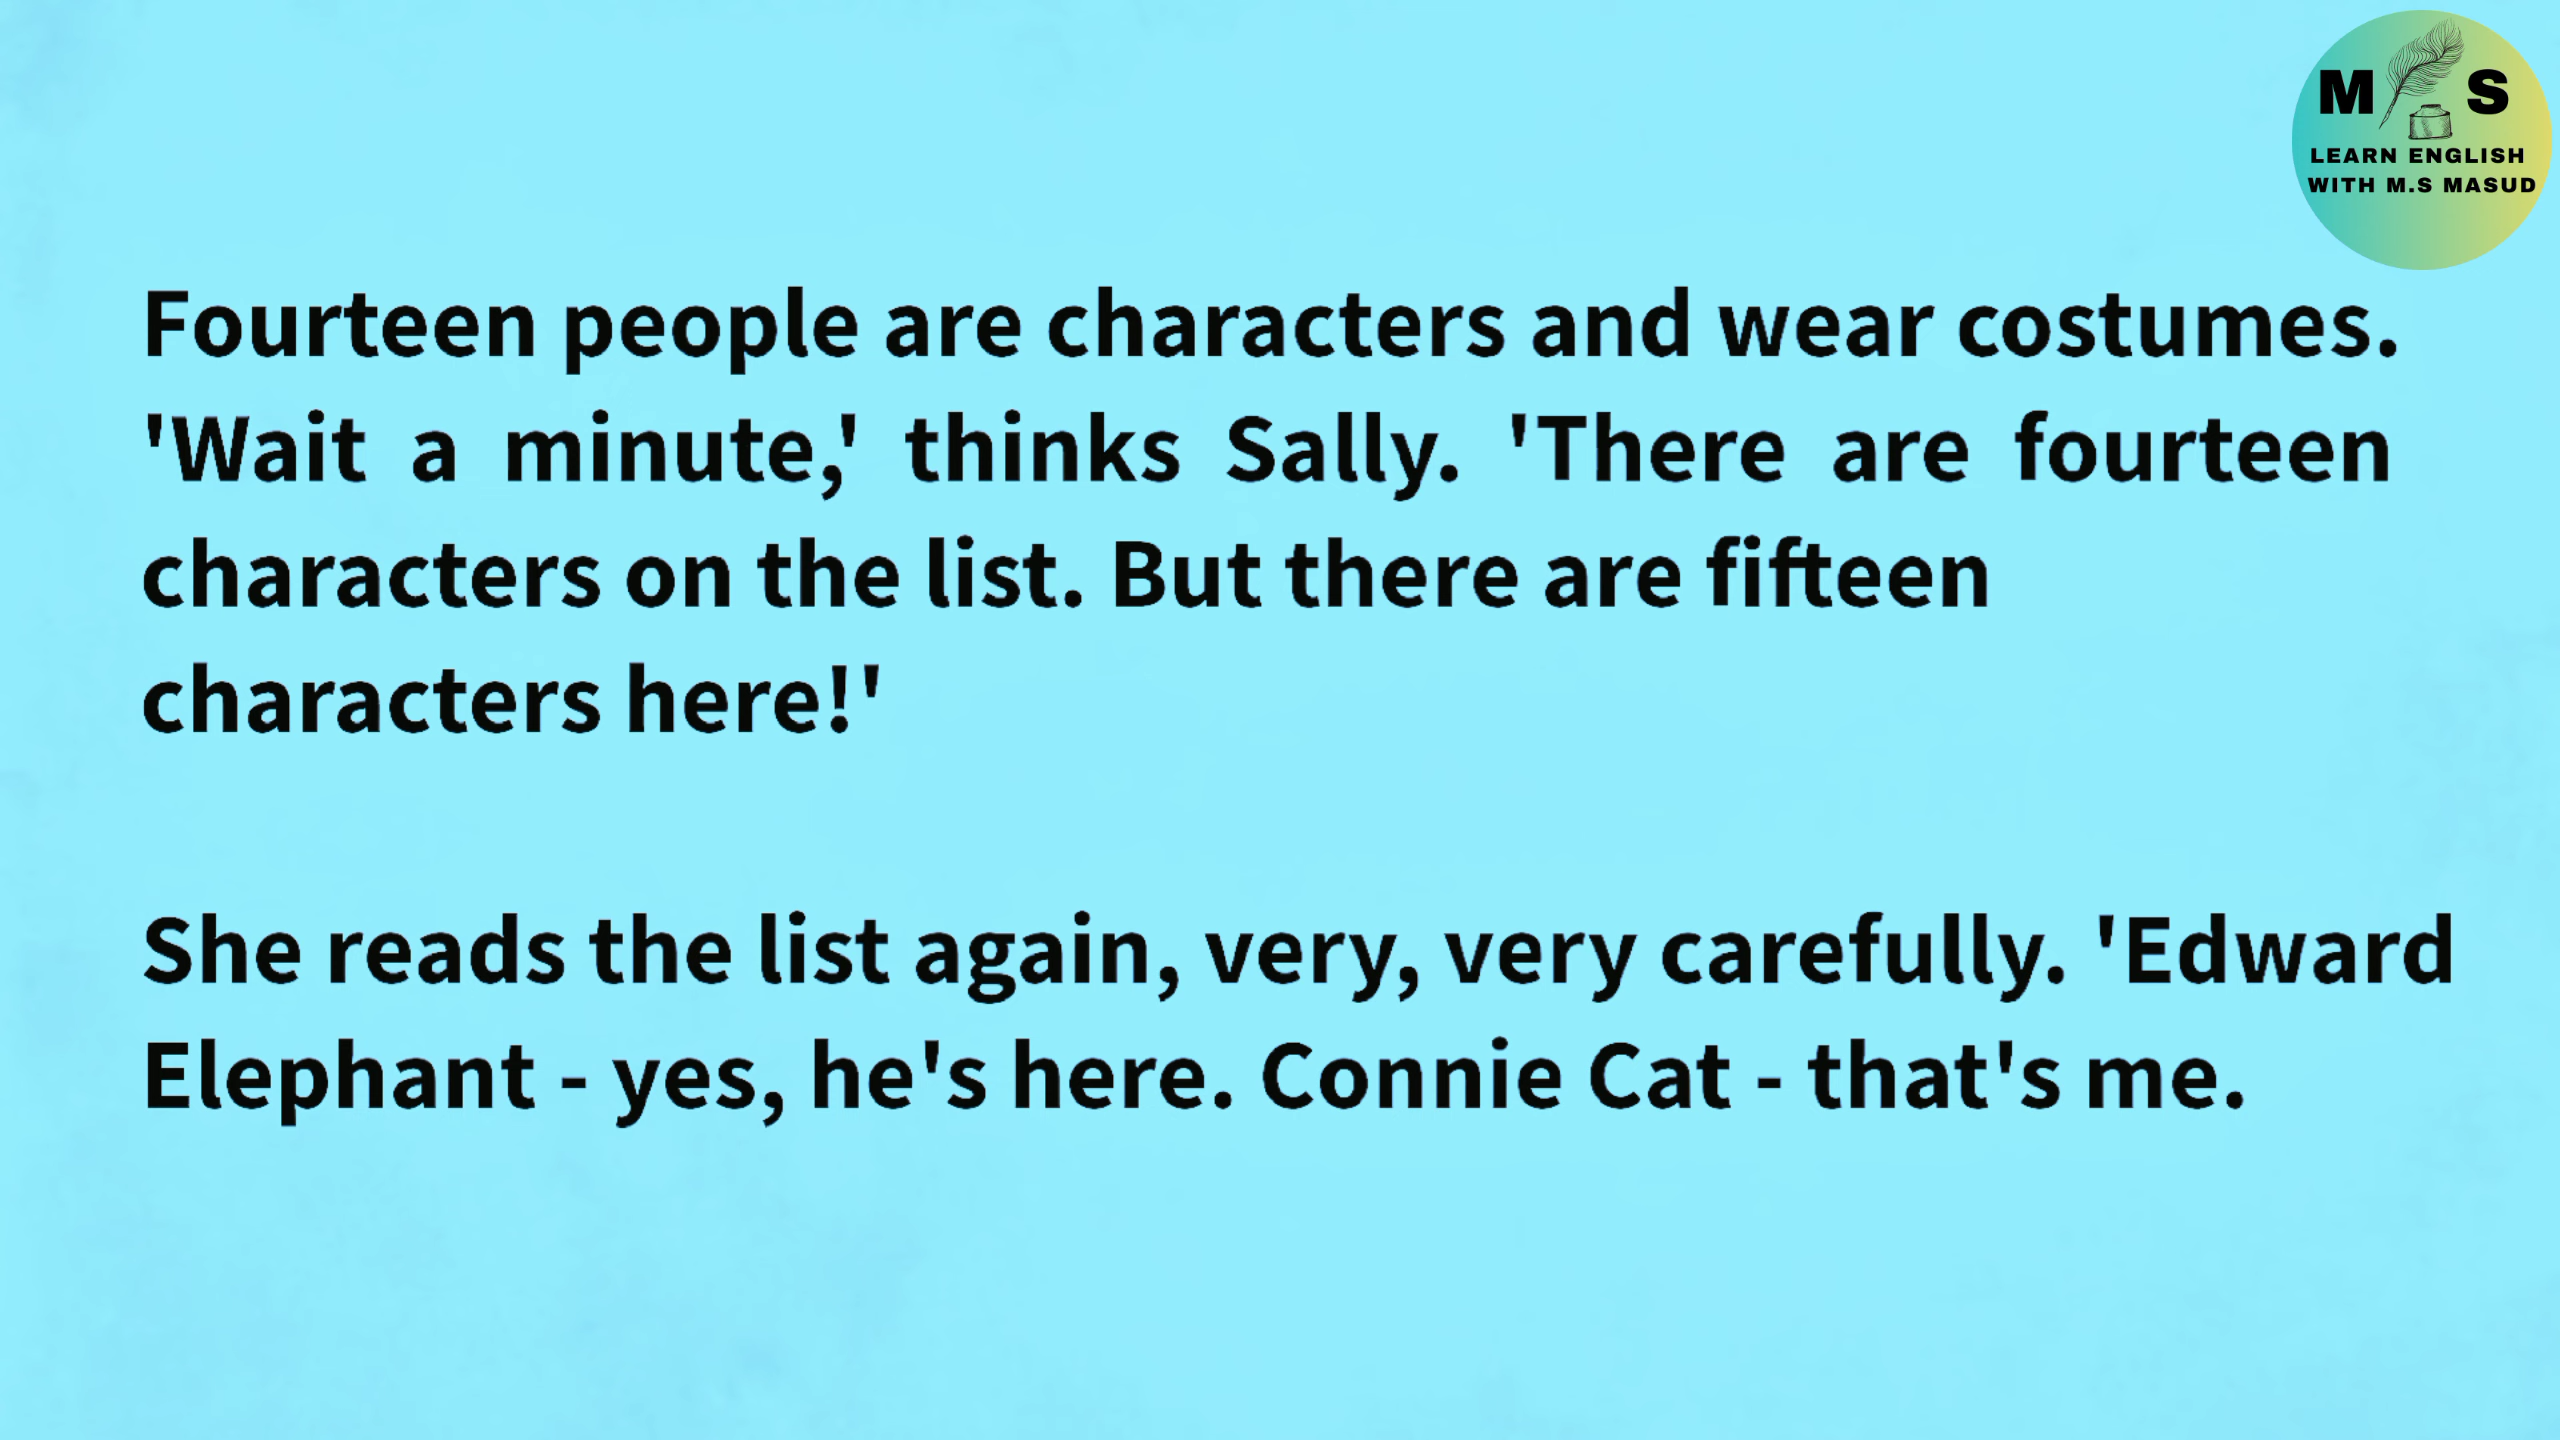 M S
LEARN ENGLISH
WITH M.S MASUD
Fourteen people are characters and wear costumes.
'Wait a minute,' thinks Sally. 'There are fourteen
characters on the list. But there are fifteen
characters here!'
She reads the list again, very, very carefully. 'Edward
Elephant - yes, he's here. Connie Cat - that's me.